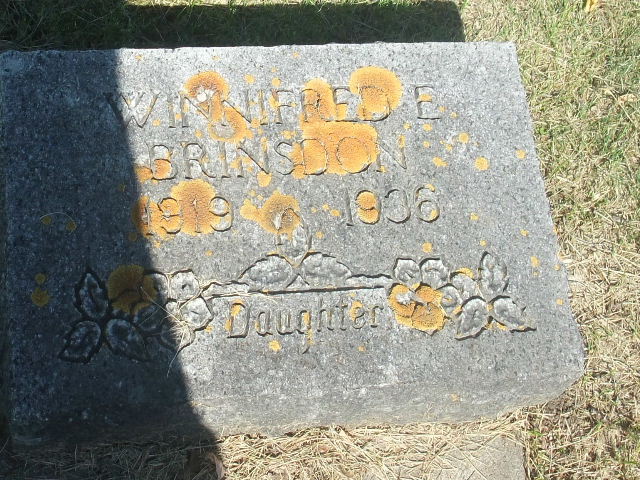 WINNIFRED E
BRINSDON
1919 1936
Daughter